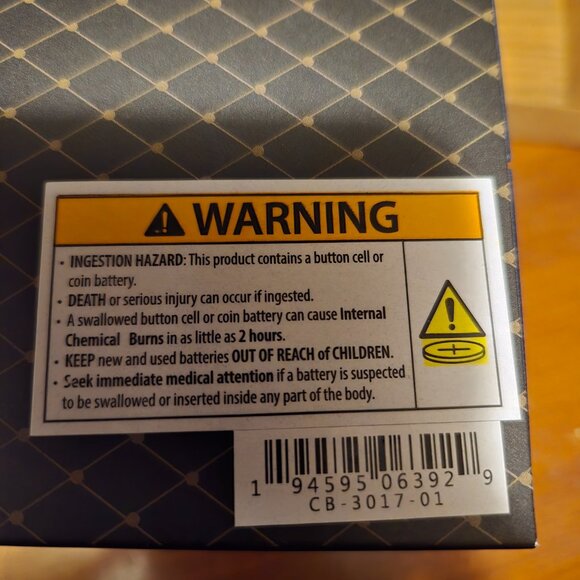 WARNING
• INGESTION HAZARD: This product contains a button cell or
coin battery.
• DEATH or serious injury can occur if ingested.
• A swallowed button cell or coin battery can cause Internal
Chemical Burns in as little as 2 hours.
• KEEP new and used batteries OUT OF REACH of CHILDREN.
• Seek immediate medical attention if a battery is suspected
to be swallowed or inserted inside any part of the body.
1 94595 06392 9
CB-3017-01